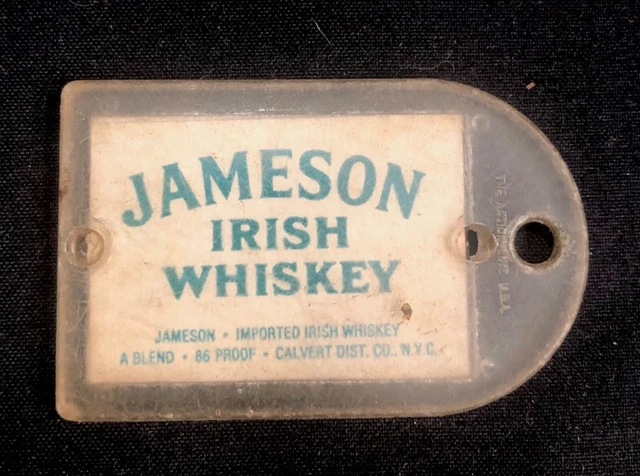 JAMESON
IRISH
WHISKEY
JAMESON • IMPORTED IRISH WHISKEY
A BLEND • 86 PROOF • CALVERT DIST. CO., N.Y.C.
U.S.A.